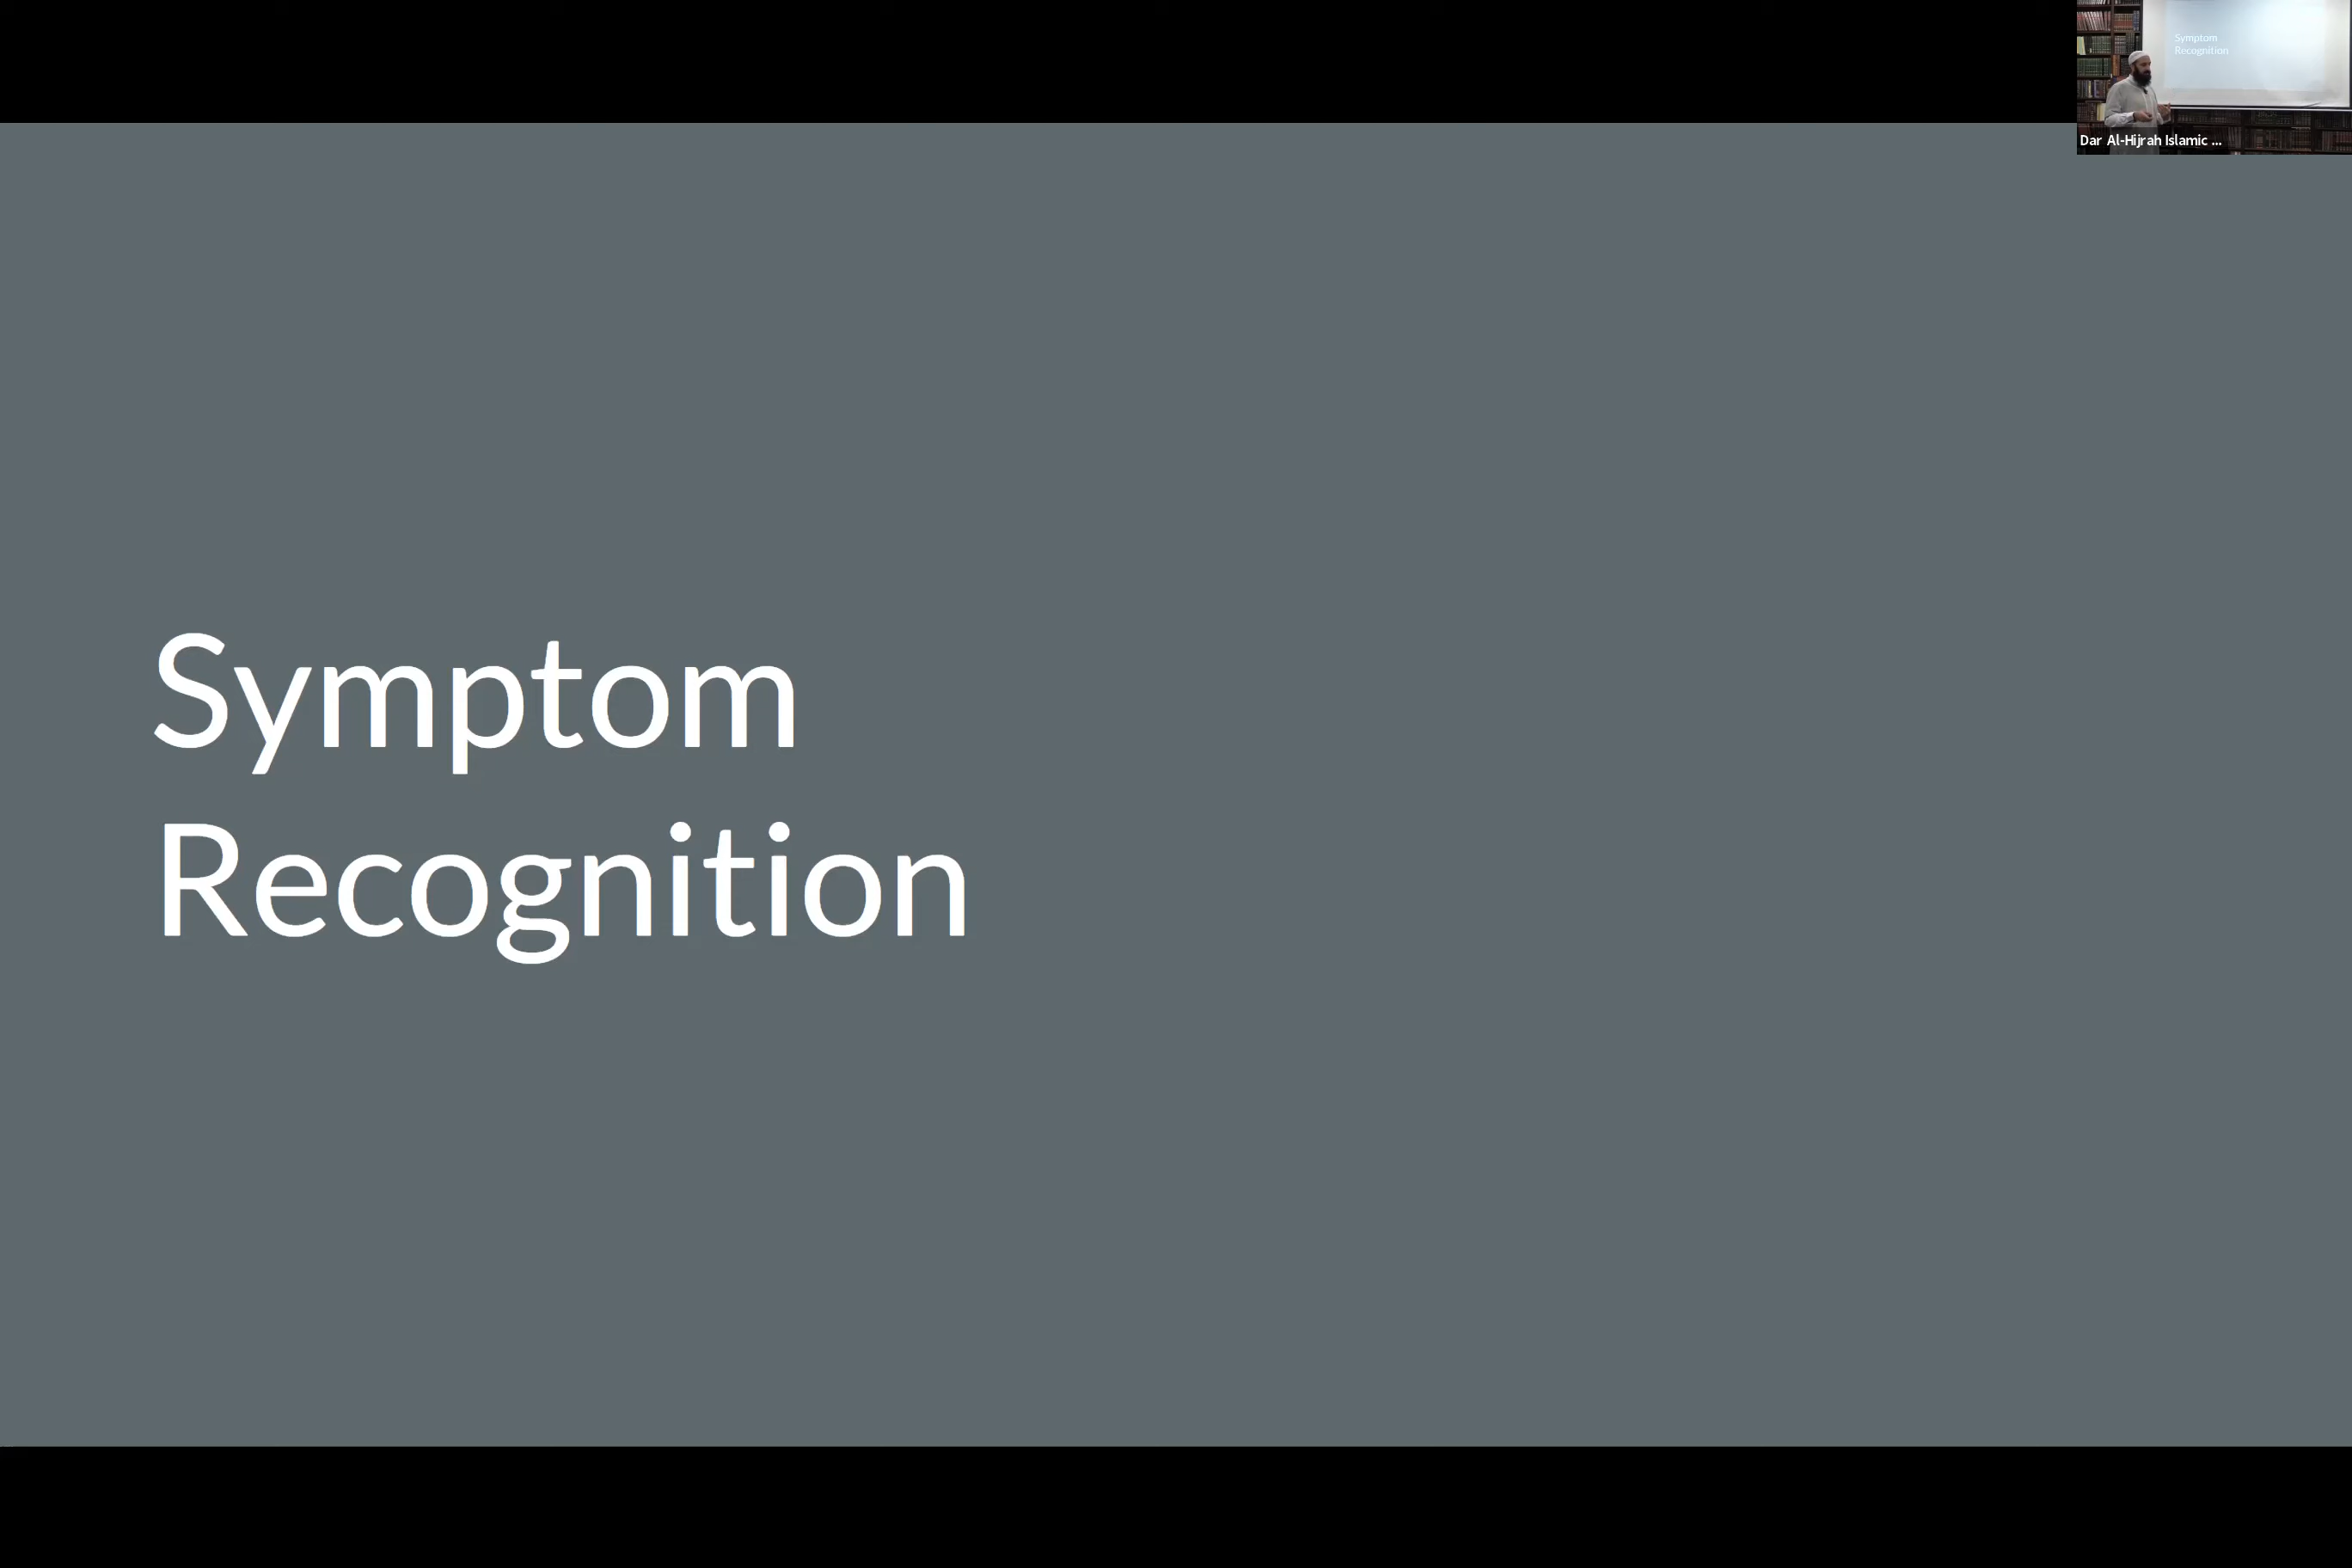 Symptom
Recognition
Dar Al-Hijrah Islamic ...
Symptom
Recognition